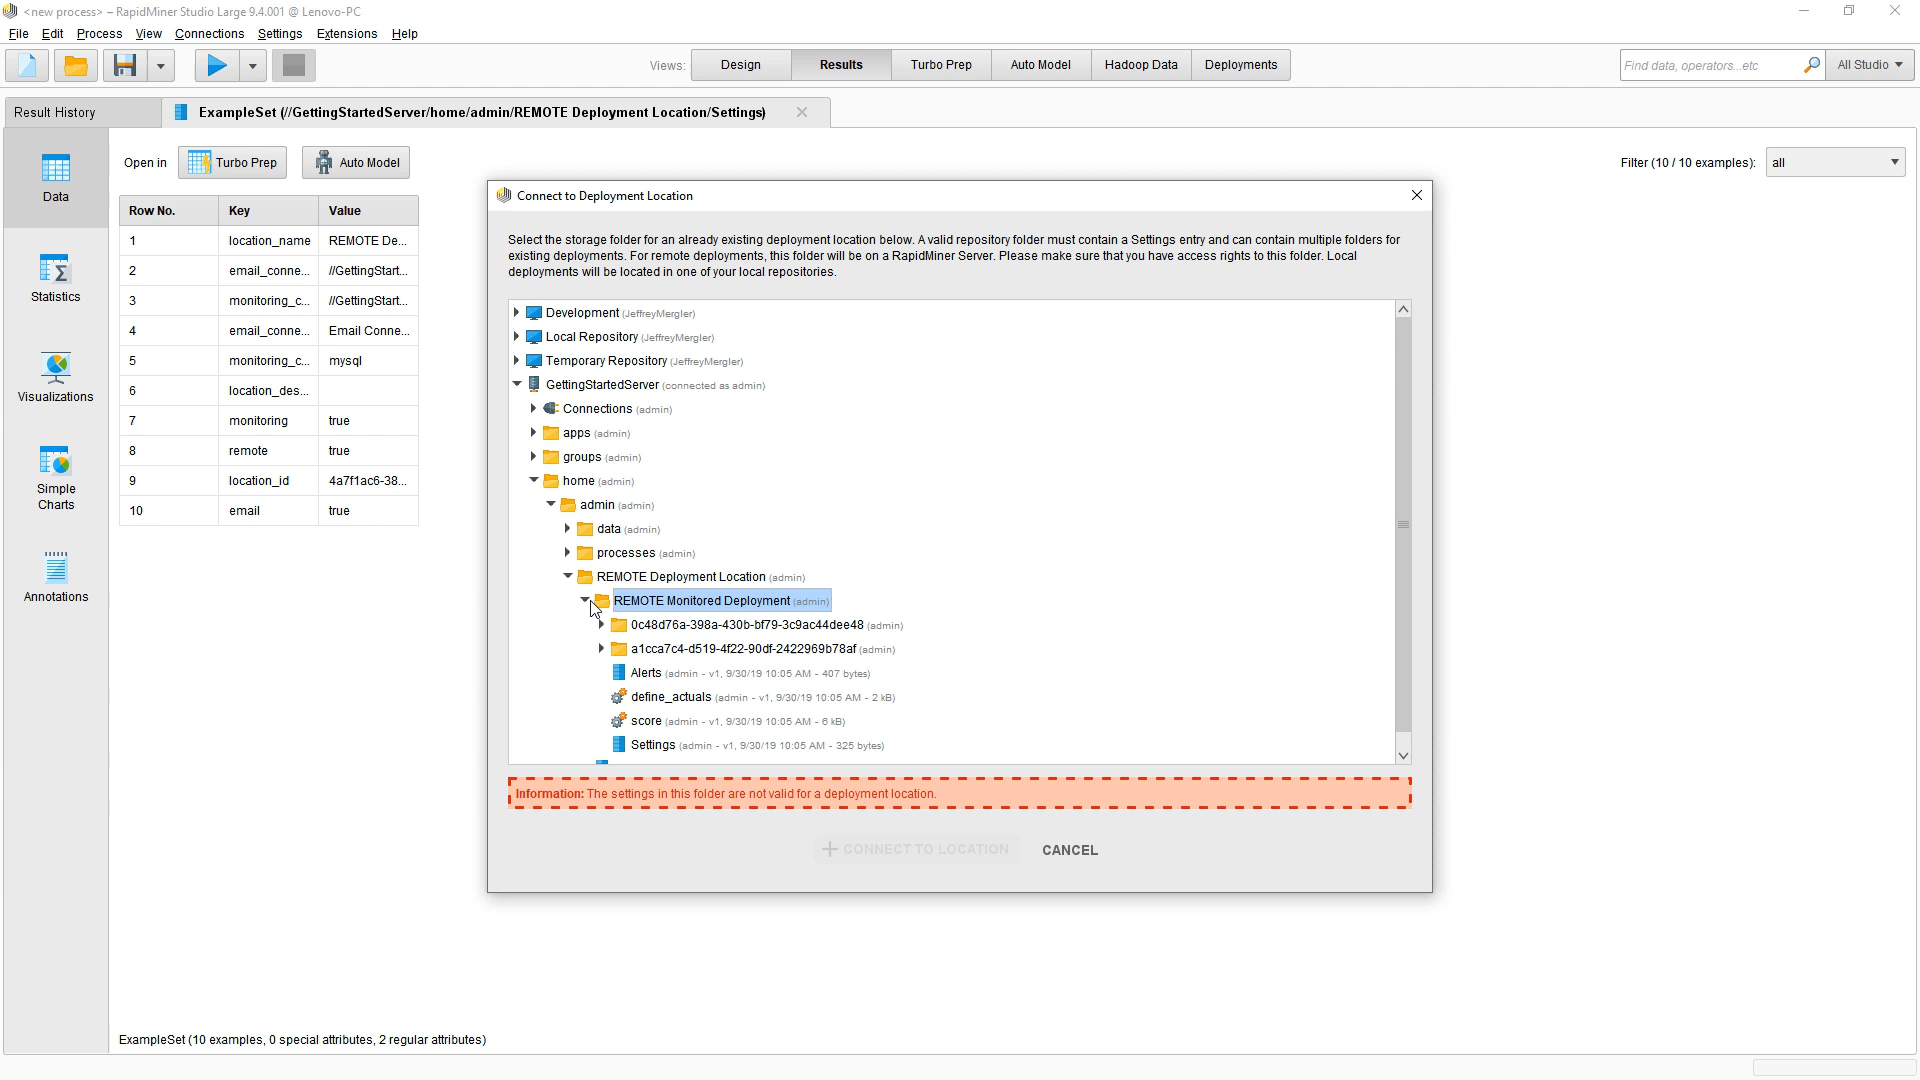 <new process> – RapidMiner Studio Large 9.4.001 @ Lenovo-PC
File Edit Process View Connections Settings Extensions Help
Views: Design Results Turbo Prep Auto Model Hadoop Data Deployments
Find data, operators...etc All Studio
Result History
ExampleSet (//GettingStartedServer/home/admin/REMOTE Deployment Location/Settings)
Data
Statistics
Visualizations
Simple
Charts
Annotations
Open in Turbo Prep Auto Model
Filter (10 / 10 examples): all
Row No. Key Value
1 location_name REMOTE De...
2 email_conne... //GettingStart...
3 monitoring_c... //GettingStart...
4 email_conne... Email Conne...
5 monitoring_c... mysql
6 location_des...
7 monitoring true
8 remote true
9 location_id 4a7f1ac6-38...
10 email true
Connect to Deployment Location
Select the storage folder for an already existing deployment location below. A valid repository folder must contain a Settings entry and can contain multiple folders for
existing deployments. For remote deployments, this folder will be on a RapidMiner Server. Please make sure that you have access rights to this folder. Local
deployments will be located in one of your local repositories.
Development (JeffreyMergler)
Local Repository (JeffreyMergler)
Temporary Repository (JeffreyMergler)
GettingStartedServer (connected as admin)
Connections (admin)
apps (admin)
groups (admin)
home (admin)
admin (admin)
data (admin)
processes (admin)
REMOTE Deployment Location (admin)
REMOTE Monitored Deployment (admin)
0c48d76a-398a-430b-bf79-3c9ac44dee48 (admin)
a1cca7c4-d519-4f22-90df-2422969b78af (admin)
Alerts (admin - v1, 9/30/19 10:05 AM - 407 bytes)
define_actuals (admin - v1, 9/30/19 10:05 AM - 2 kB)
score (admin - v1, 9/30/19 10:05 AM - 6 kB)
Settings (admin - v1, 9/30/19 10:05 AM - 325 bytes)
Information: The settings in this folder are not valid for a deployment location.
CONNECT TO LOCATION CANCEL
ExampleSet (10 examples, 0 special attributes, 2 regular attributes)